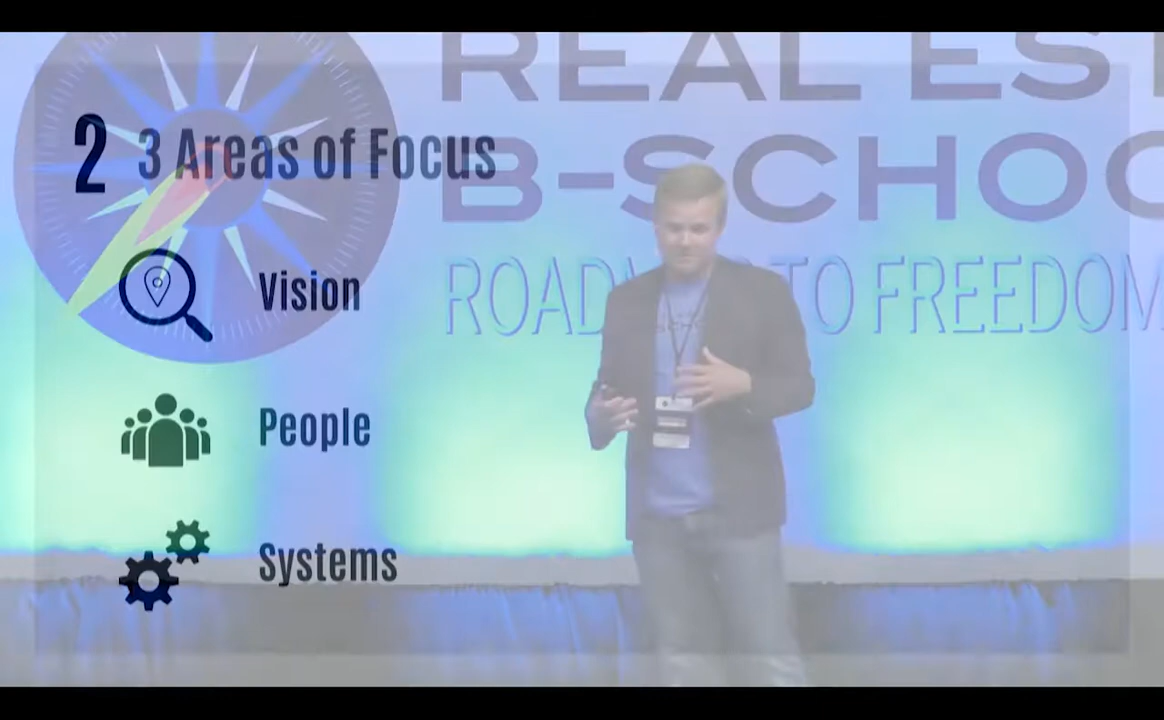 REAL ES
B-SCHOO
ROAD TO FREEDOM
2 3 Areas of Focus
Vision
People
Systems